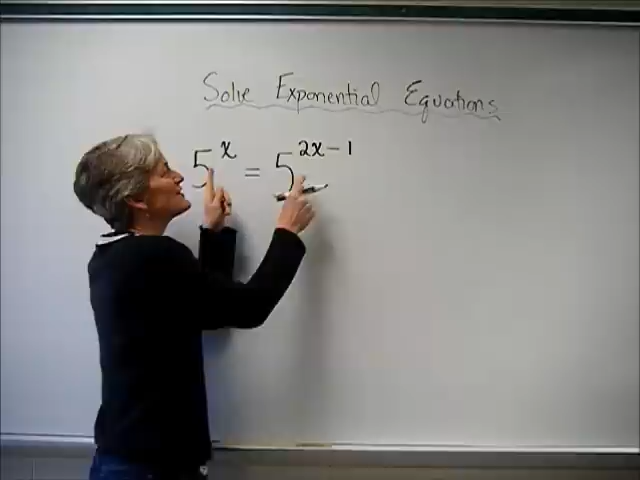 Solve Exponential Equations
5^x = 5^{2x-1}